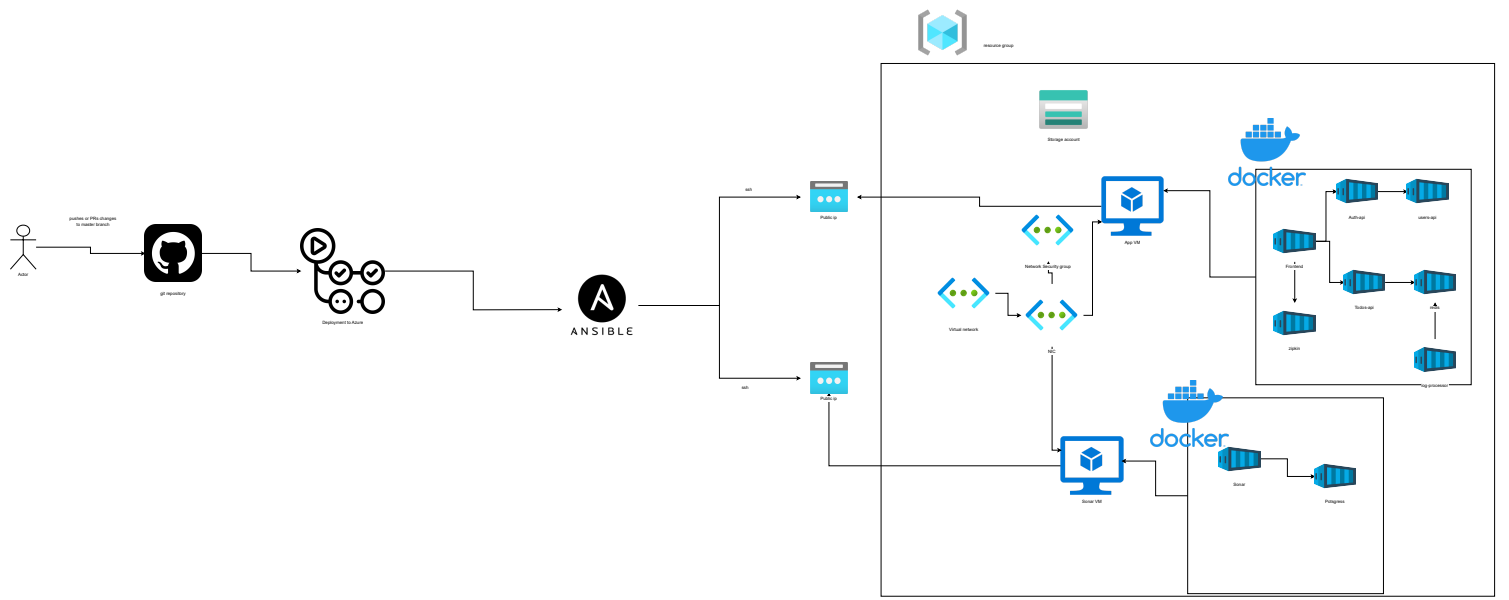 resource group
Storage account
docker
pushes or PRs changes
to master branch
Actor
git repository
Deployment to Azure
ANSIBLE
ssh
ssh
Public ip
Public ip
Network Security group
Virtual network
NIC
App VM
Sonar VM
Auth-api
users-api
Frontend
Todos-api
redis
zipkin
log-processor
docker
Sonar
Potsgress